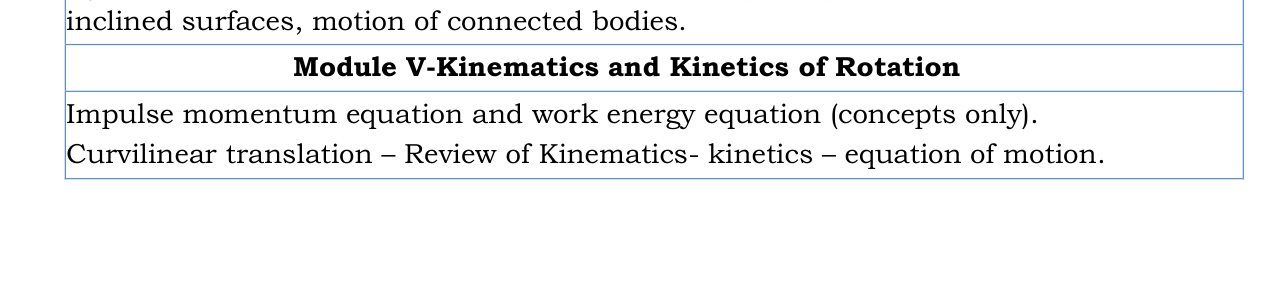 inclined surfaces, motion of connected bodies.
Module V-Kinematics and Kinetics of Rotation
Impulse momentum equation and work energy equation (concepts only).
Curvilinear translation – Review of Kinematics- kinetics – equation of motion.